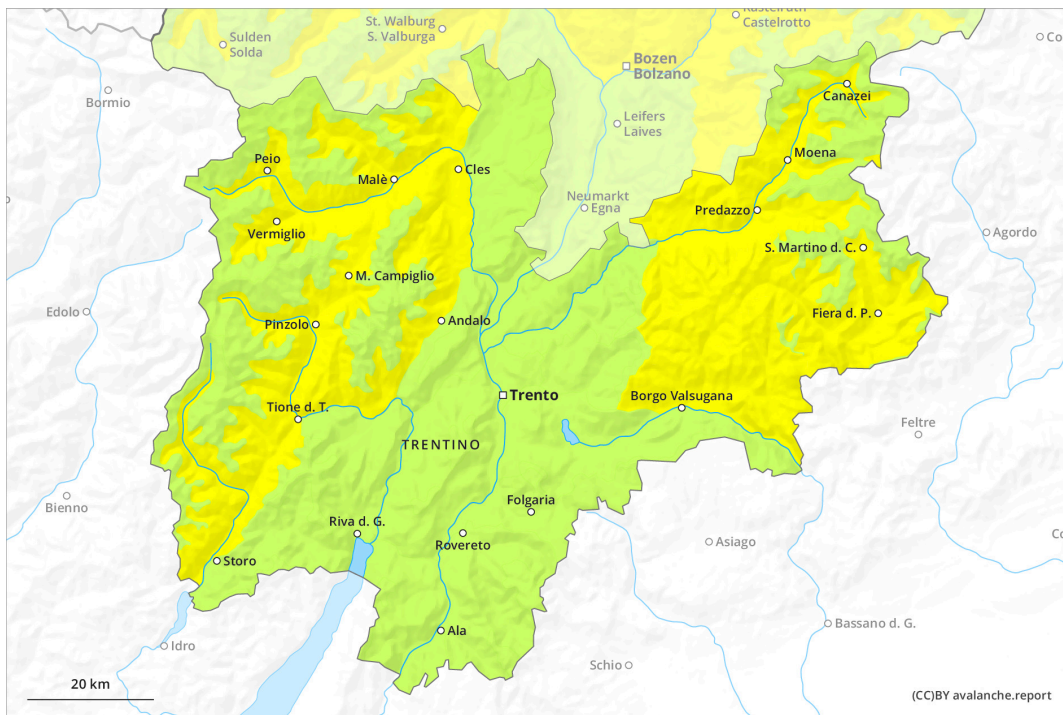 Kastelruth
Castelrotto
St. Walburg
S. Valburga
Sulden
Solda
Bozen
Bolzano
Bormio
Canazei
Leifers
Laives
Moena
Peio
Malè
Cles
Neumarkt
Egna
Predazzo
Vermiglio
Agordo
S. Martino d. C.
M. Campiglio
Edolo
Pinzolo
Andalo
Fiera d. P.
Trento
Borgo Valsugana
Tione d. T.
Feltre
TRENTINO
Bienno
Folgaria
Riva d. G.
Rovereto
Asiago
Storo
Ala
Bassano d. G.
Idro
Schio
20 km
(CC)BY avalanche.report